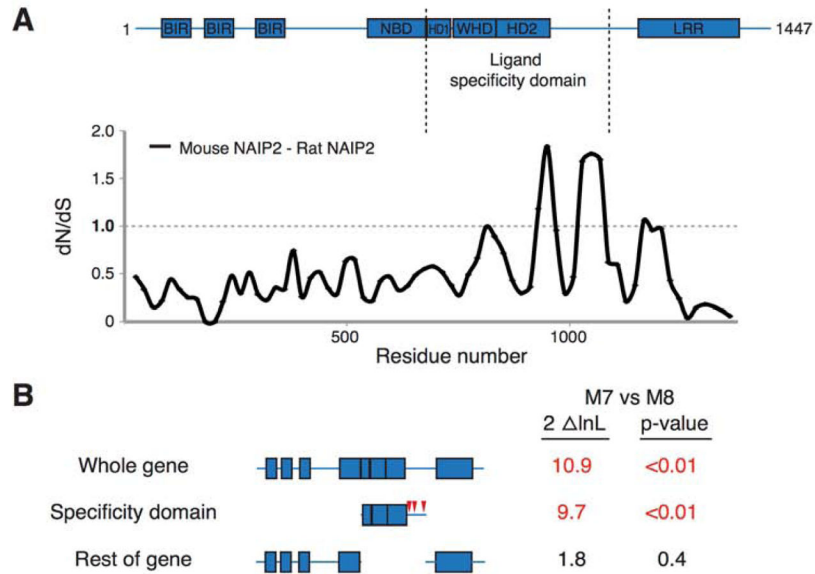 A
1 BIR BIR BIR NBD HD1 WHD HD2 LRR 1447
Ligand
specificity domain
2.0
Mouse NAIP2 - Rat NAIP2
1.5
1.0
0.5
0
dN/dS
500 1000
Residue number
B
M7 vs M8
2 △lnL p-value
Whole gene 10.9 <0.01
Specificity domain 9.7 <0.01
Rest of gene 1.8 0.4